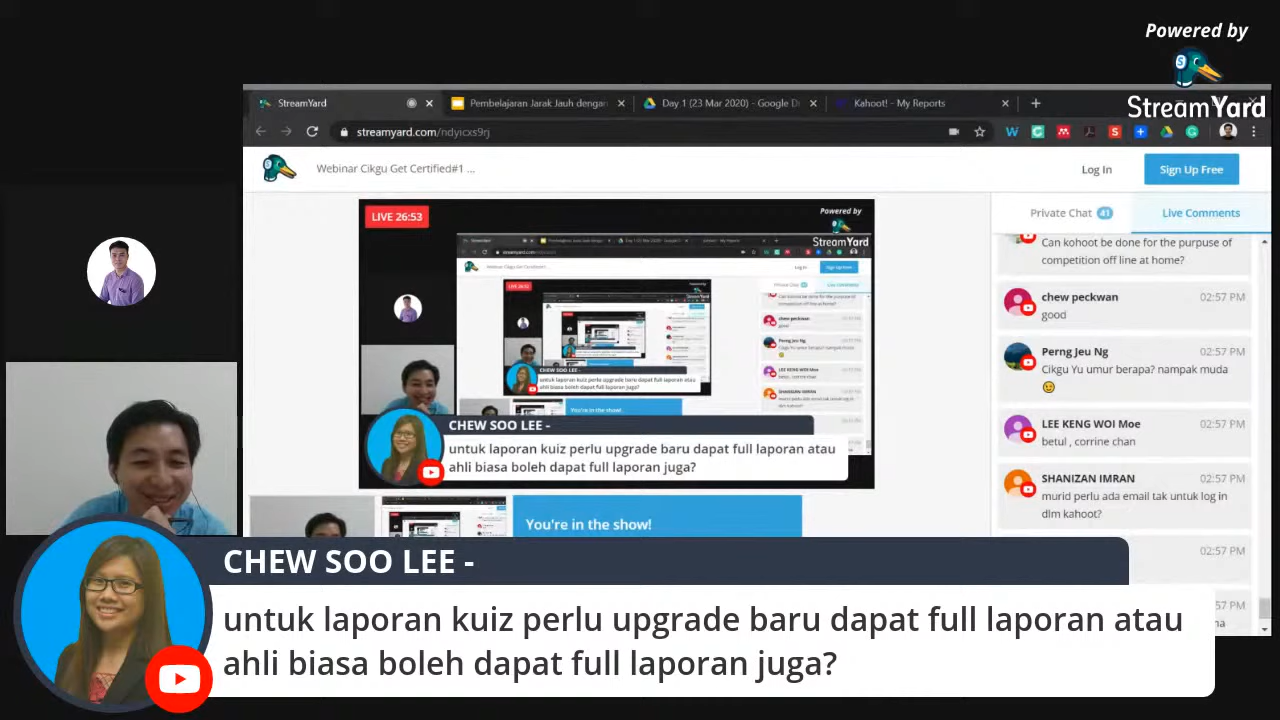 Powered by
StreamYard
StreamYard
Pembelajaran Jarak Jauh dengan
Day 1 (23 Mar 2020) - Google D
Kahoot! - My Reports
streamyard.com/ndyicxs9rj
Webinar Cikgu Get Certified#1 ...
Log In
Sign Up Free
LIVE 26:53
Powered by
StreamYard
Private Chat 41
Live Comments
Can kohoot be done for the purpuse of
competition off line at home?
chew peckwan 02:57 PM
good
Perng Jeu Ng 02:57 PM
Cikgu Yu umur berapa? nampak muda
😉
LEE KENG WOI Moe 02:57 PM
betul , corrine chan
SHANIZAN IMRAN 02:57 PM
murid perlu ada email tak untuk log in
dlm kahoot?
02:57 PM
CHEW SOO LEE -
untuk laporan kuiz perlu upgrade baru dapat full laporan atau
ahli biasa boleh dapat full laporan juga?
You're in the show!
CHEW SOO LEE -
untuk laporan kuiz perlu upgrade baru dapat full laporan atau
ahli biasa boleh dapat full laporan juga?